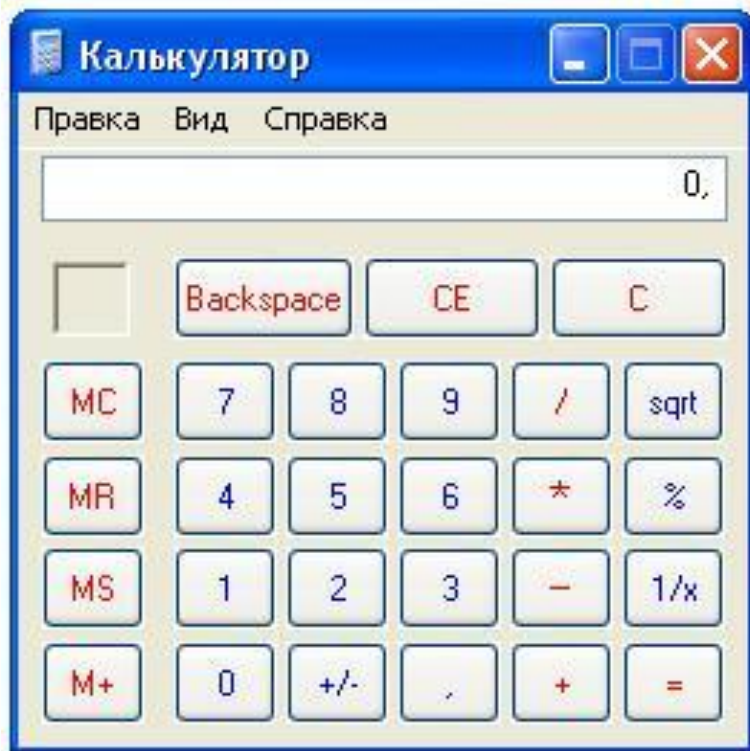 Калькулятор
Правка Вид Справка
0,
Backspace CE C
MC 7 8 9 / sqrt
MR 4 5 6 * %
MS 1 2 3 - 1/x
M+ 0 +/- , + =